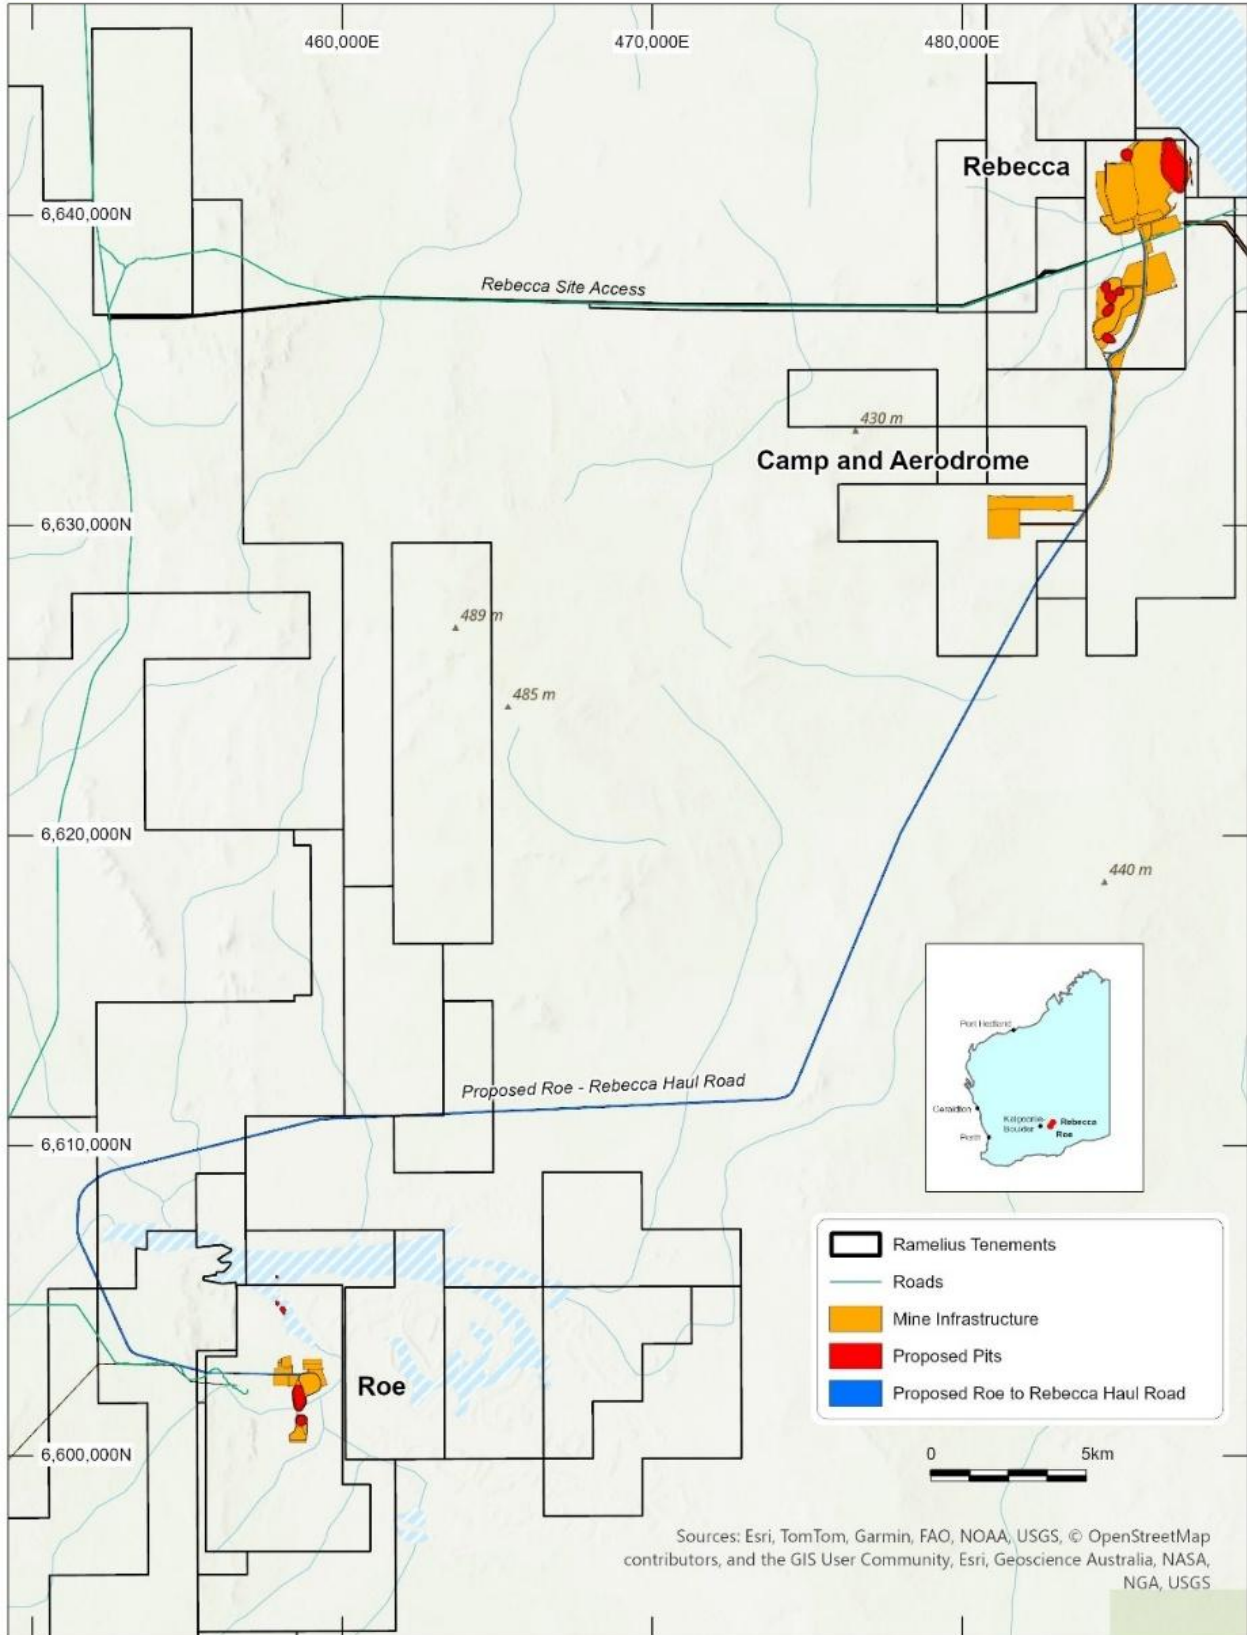 460,000E
470,000E
480,000E
Rebecca
6,640,000N
Rebecca Site Access
430 m
Camp and Aerodrome
6,630,000N
489 m
485 m
6,620,000N
440 m
Port Hedland
Proposed Roe - Rebecca Haul Road
Geraldton
Kalgoorlie-
Boulder
Rebecca
Roe
Perth
6,610,000N
Ramelius Tenements
Roads
Mine Infrastructure
Proposed Pits
Proposed Roe to Rebecca Haul Road
Roe
6,600,000N
0 5km
Sources: Esri, TomTom, Garmin, FAO, NOAA, USGS, © OpenStreetMap
contributors, and the GIS User Community, Esri, Geoscience Australia, NASA,
NGA, USGS